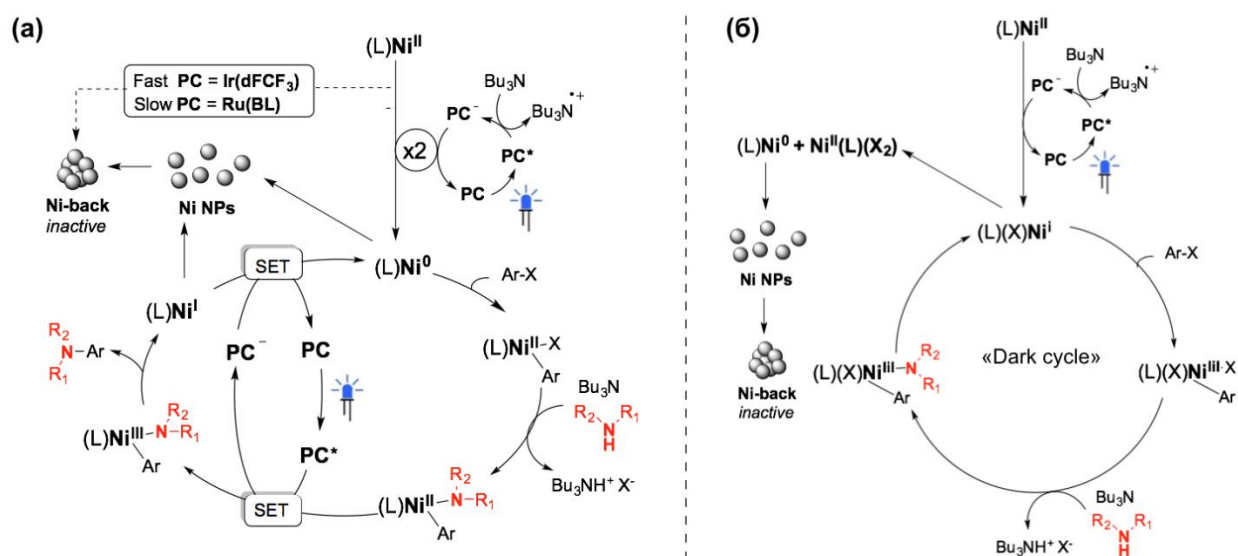 (а)
(L)Ni^II
Fast PC = Ir(dFCF₃)
Slow PC = Ru(BL)
Bu₃N
PC⁻
Bu₃N^•+
x2
PC*
PC
Ni-back
inactive
Ni NPs
SET
(L)Ni⁰
Ar-X
(L)Ni^I
R₂
N-Ar
R₁
PC⁻
PC
(L)Ni^II-X
Ar
Bu₃N
R₂ R₁
N
H
(L)Ni^III-N
R₂
R₁
Ar
PC*
Bu₃NH⁺ X⁻
SET
(L)Ni^II-N
R₂
R₁
Ar
(б)
(L)Ni^II
Bu₃N
PC⁻
Bu₃N^•+
PC*
PC
(L)Ni⁰ + Ni^II(L)(X₂)
(L)(X)Ni^i
Ni NPs
Ar-X
Ni-back
inactive
«Dark cycle»
(L)(X)Ni^III-N
R₂
R₁
Ar
(L)(X)Ni^III-X
Ar
Bu₃N
R₂ R₁
N
H
Bu₃NH⁺ X⁻